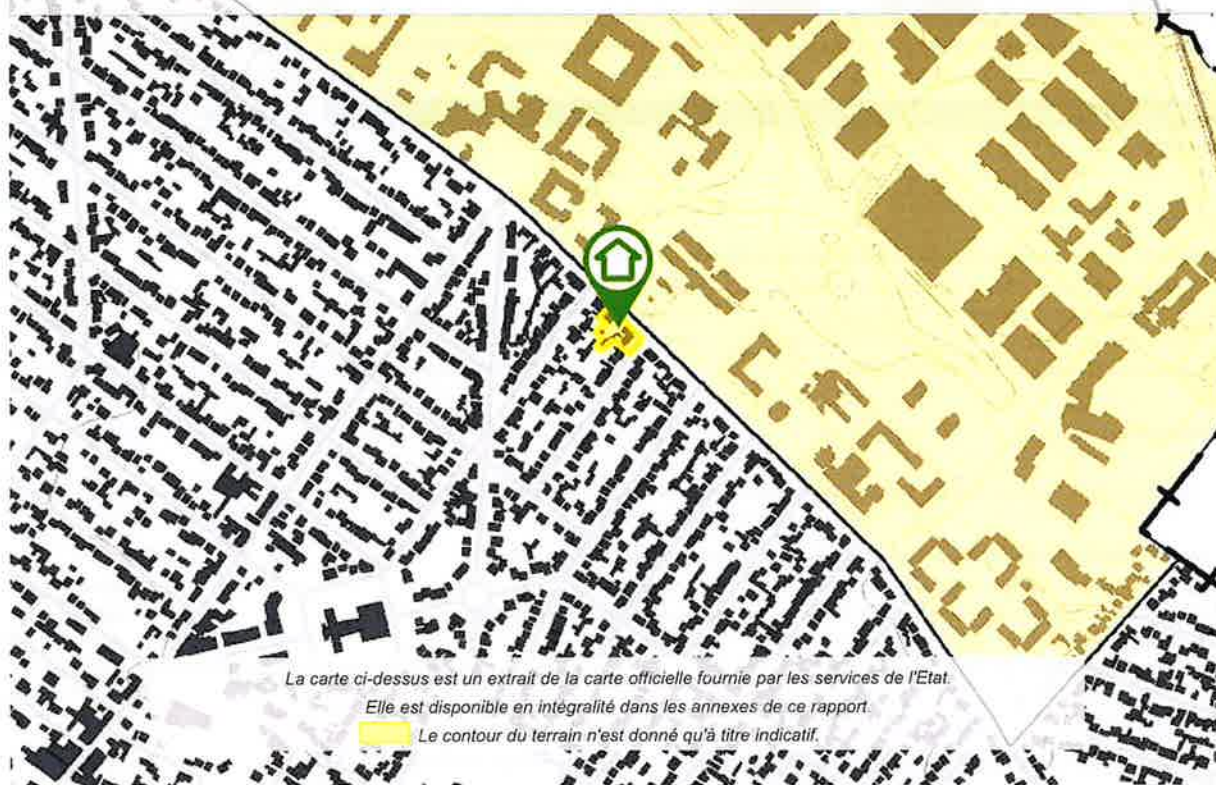 La carte ci-dessus est un extrait de la carte officielle fournie par les services de l'Etat.
Elle est disponible en intégralité dans les annexes de ce rapport.
Le contour du terrain n'est donné qu'à titre indicatif.